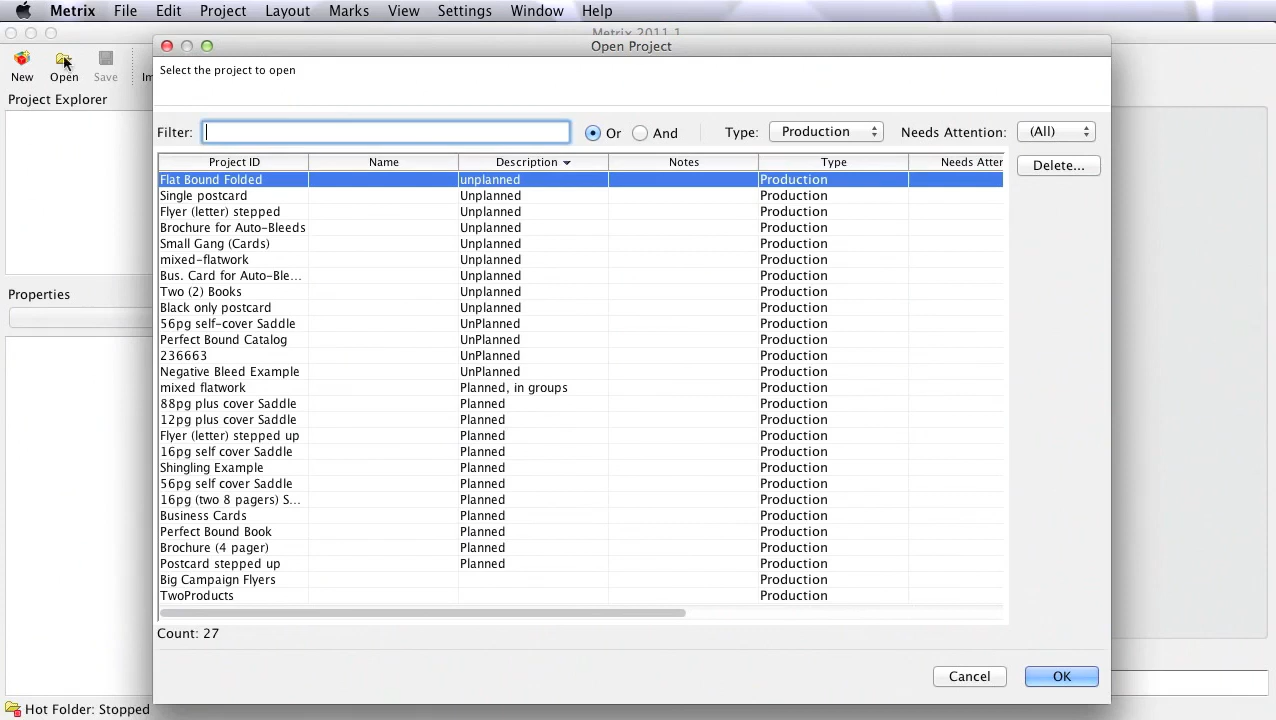 Metrix File Edit Project Layout Marks View Settings Window Help
Metrix 2011.1
Open Project
New Open Save
Select the project to open
Project Explorer
Filter: Or And Type: Production Needs Attention: (All)
Delete...
Project ID Name Description Notes Type Needs Atter
Flat Bound Folded unplanned Production
Single postcard Unplanned Production
Flyer (letter) stepped Unplanned Production
Brochure for Auto-Bleeds Unplanned Production
Small Gang (Cards) Unplanned Production
mixed-flatwork Unplanned Production
Bus. Card for Auto-Ble... Unplanned Production
Two (2) Books Unplanned Production
Black only postcard Unplanned Production
56pg self-cover Saddle UnPlanned Production
Perfect Bound Catalog UnPlanned Production
236663 UnPlanned Production
Negative Bleed Example UnPlanned Production
mixed flatwork Planned, in groups Production
88pg plus cover Saddle Planned Production
12pg plus cover Saddle Planned Production
Flyer (letter) stepped up Planned Production
16pg self cover Saddle Planned Production
Shingling Example Planned Production
56pg self cover Saddle Planned Production
16pg (two 8 pagers) S... Planned Production
Business Cards Planned Production
Perfect Bound Book Planned Production
Brochure (4 pager) Planned Production
Postcard stepped up Planned Production
Big Campaign Flyers Production
TwoProducts Production
Properties
Count: 27
Cancel OK
Hot Folder: Stopped